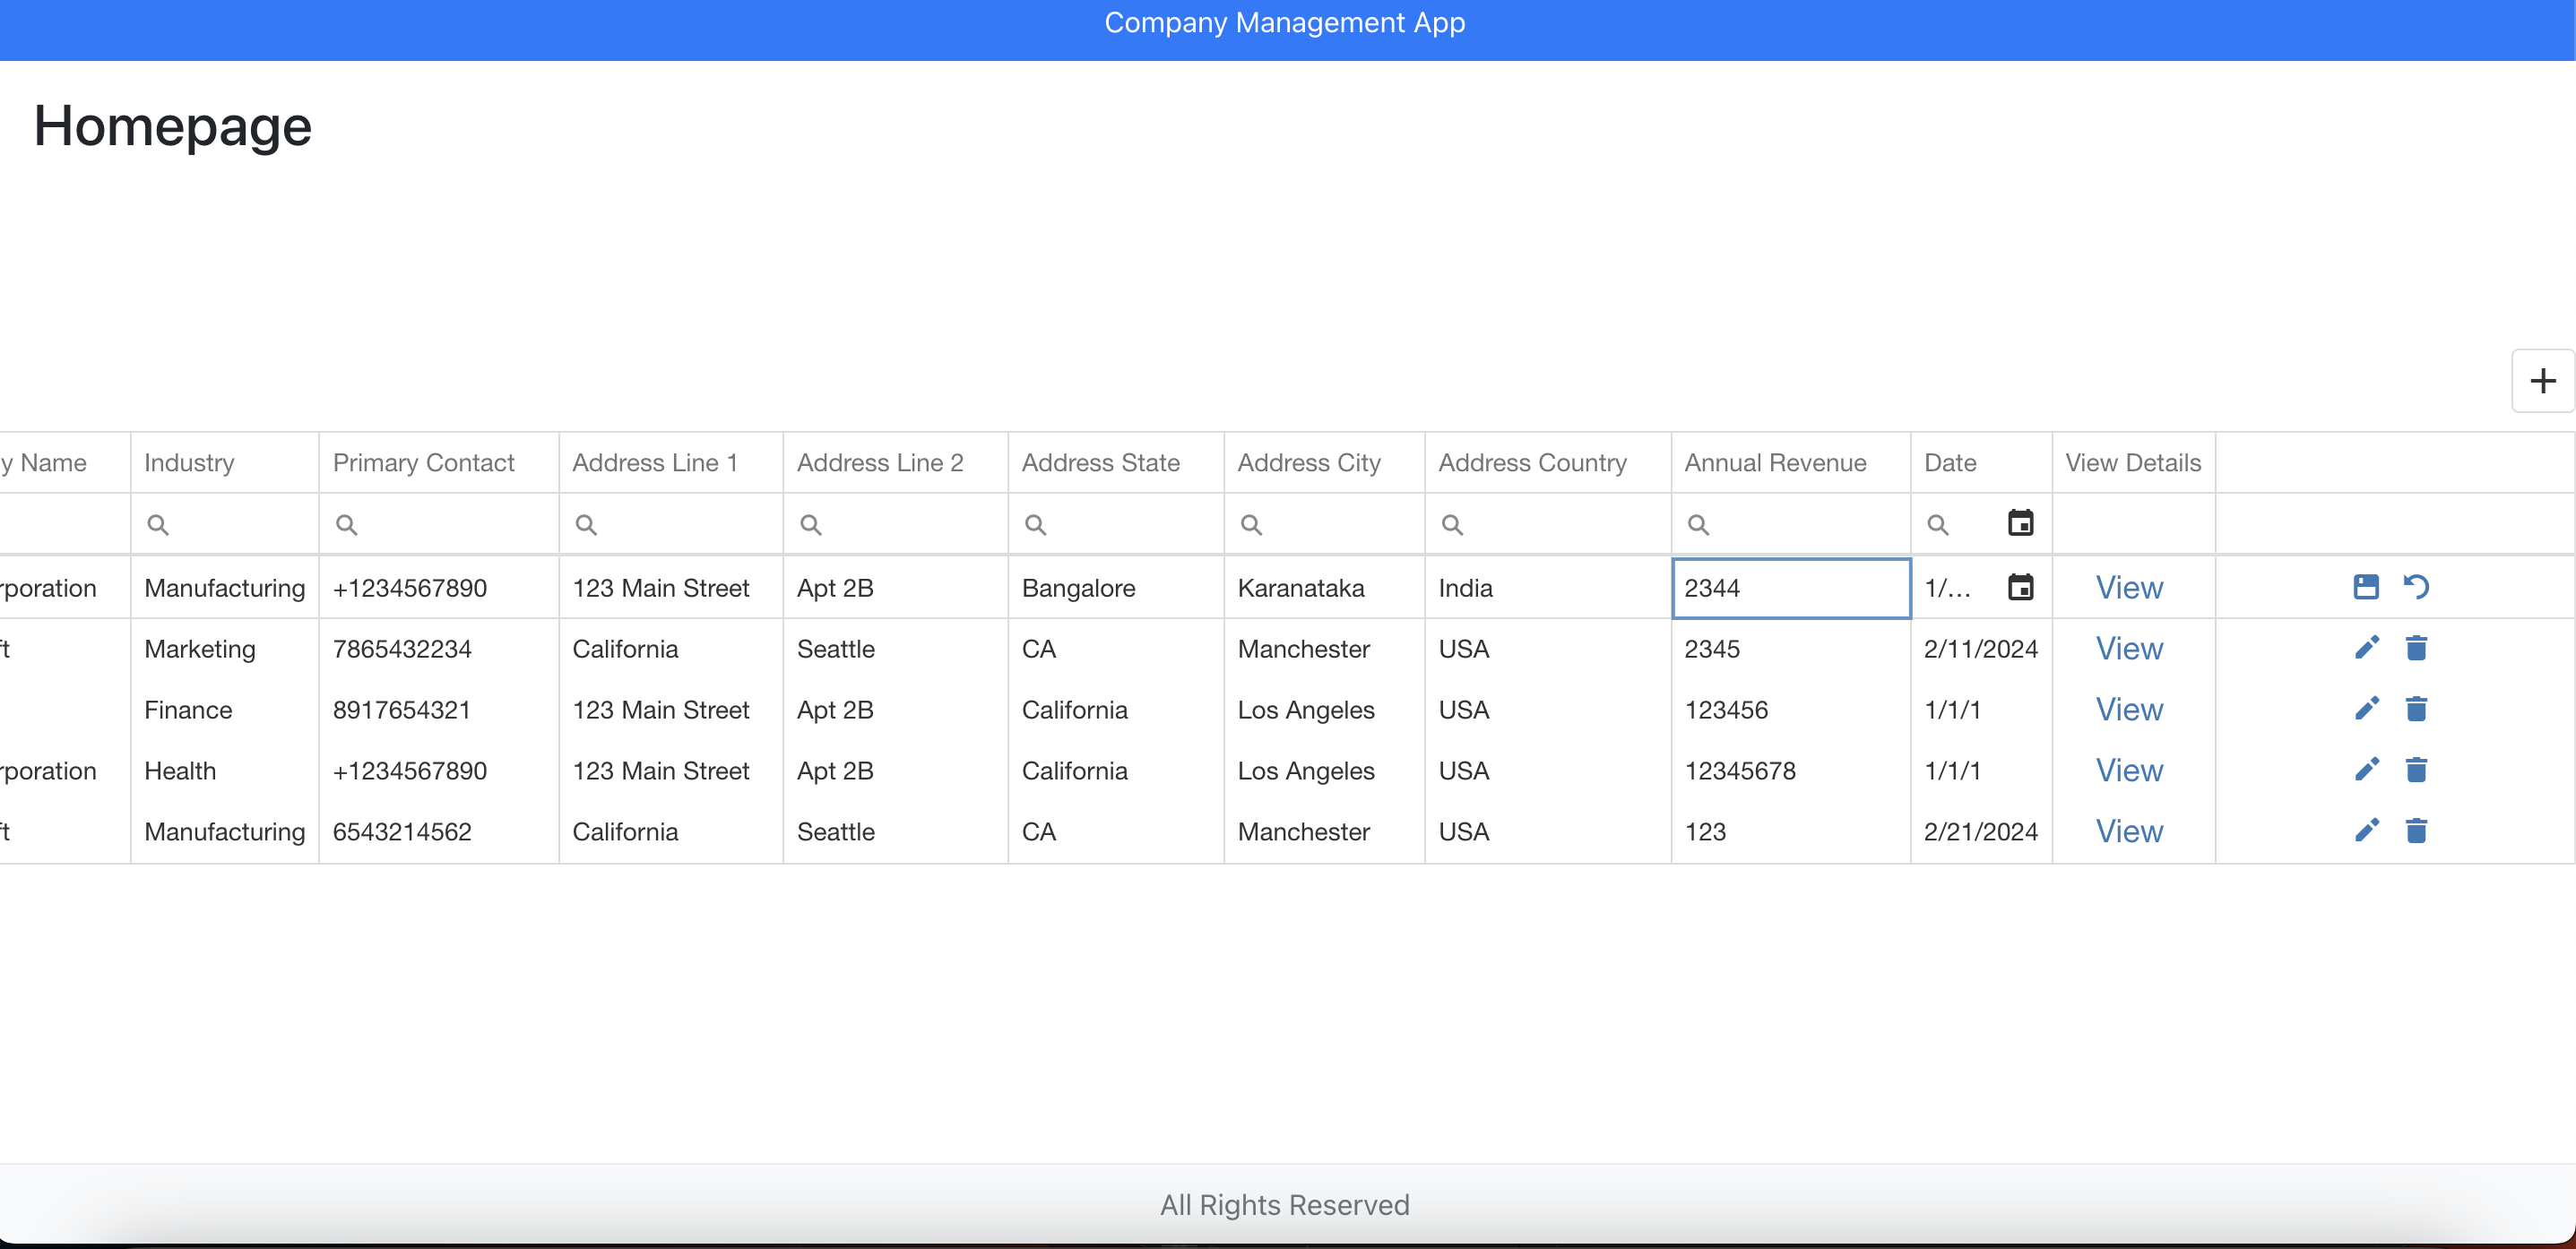 Company Management App
Homepage
y Name Industry Primary Contact Address Line 1 Address Line 2 Address State Address City Address Country Annual Revenue Date View Details
rporation Manufacturing +1234567890 123 Main Street Apt 2B Bangalore Karanataka India 2344 1/... View
ft Marketing 7865432234 California Seattle CA Manchester USA 2345 2/11/2024 View
Finance 8917654321 123 Main Street Apt 2B California Los Angeles USA 123456 1/1/1 View
rporation Health +1234567890 123 Main Street Apt 2B California Los Angeles USA 12345678 1/1/1 View
ft Manufacturing 6543214562 California Seattle CA Manchester USA 123 2/21/2024 View
All Rights Reserved